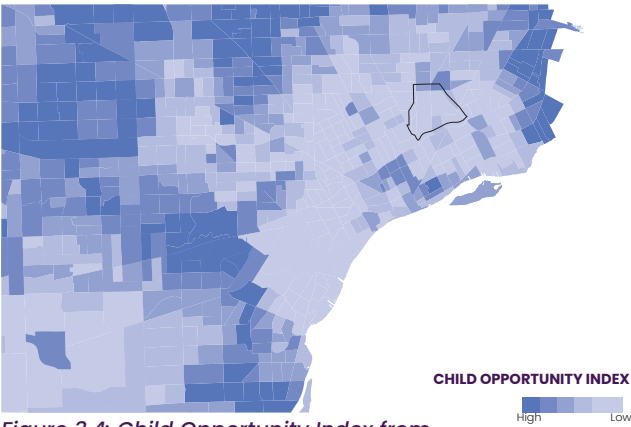 CHILD OPPORTUNITY INDEX
High Low
Figure 3.4: Child Opportunity Index from